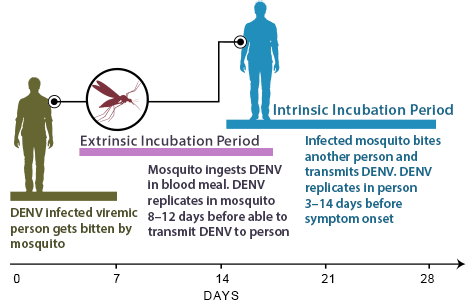 Intrinsic Incubation Period
Extrinsic Incubation Period
Infected mosquito bites
another person and
transmits DENV. DENV
replicates in person
3–14 days before
symptom onset
Mosquito ingests DENV
in blood meal. DENV
replicates in mosquito
8–12 days before able to
transmit DENV to person
DENV infected viremic
person gets bitten by
mosquito
0 7 14 21 28
DAYS